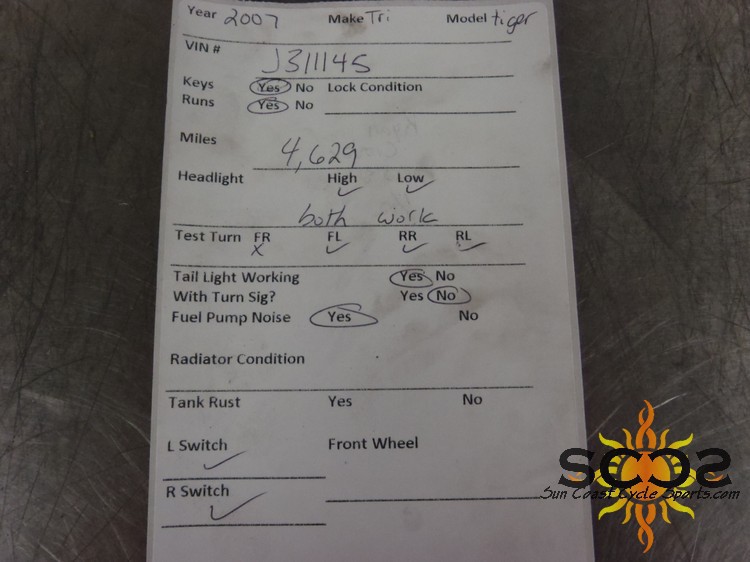 Year 2007 Make Tri Model tiger
VIN # J311145
Keys Yes No Lock Condition
Runs Yes No
Miles 4,629
Headlight High Low
both work
Test Turn FR FL RR RL
X
Tail Light Working Yes No
With Turn Sig? Yes No
Fuel Pump Noise Yes No
Radiator Condition
Tank Rust Yes No
L Switch Front Wheel
R Switch
SCCS
Sun Coast Cycle Sports.com